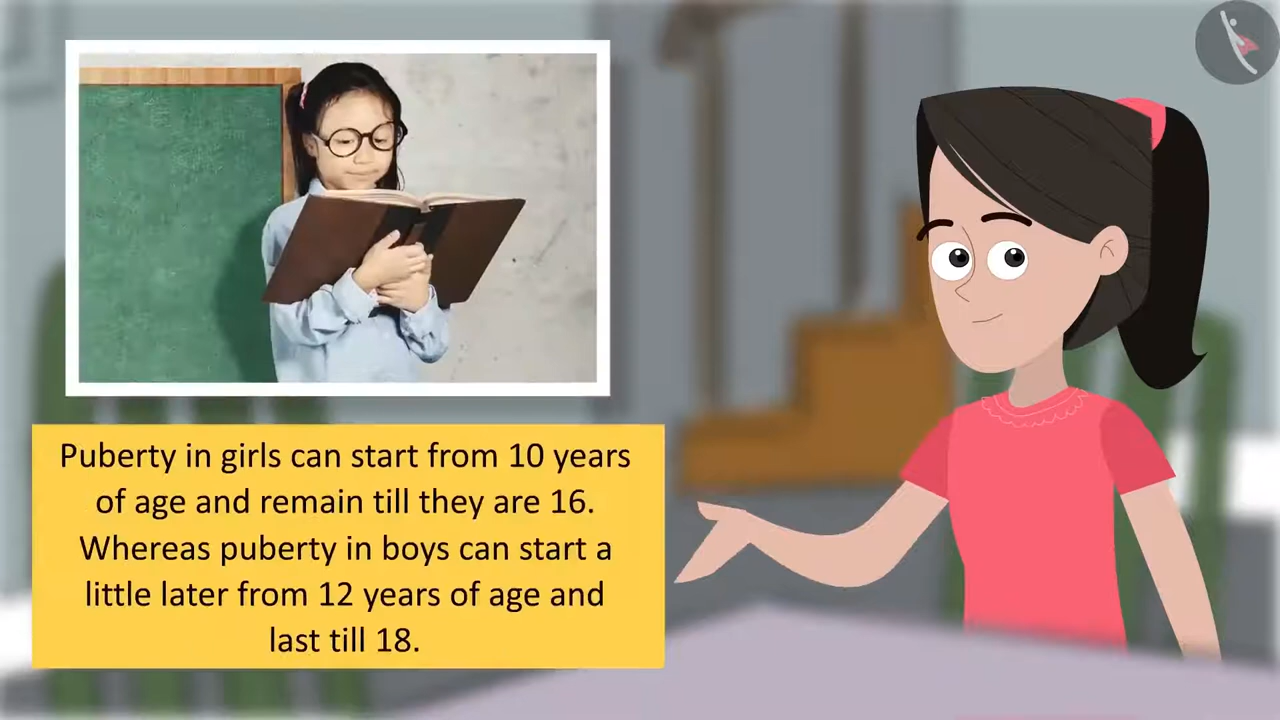 Puberty in girls can start from 10 years
of age and remain till they are 16.
Whereas puberty in boys can start a
little later from 12 years of age and
last till 18.